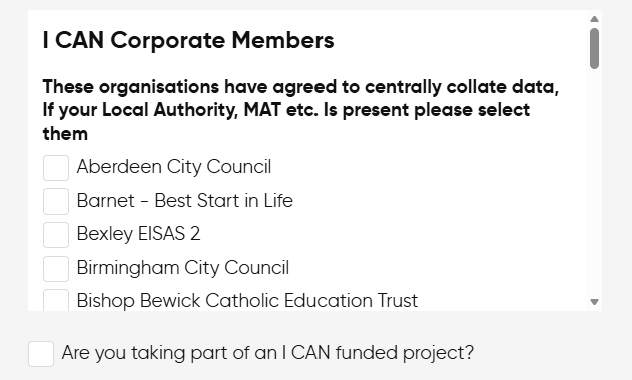 I CAN Corporate Members
These organisations have agreed to centrally collate data,
If your Local Authority, MAT etc. Is present please select
them
Aberdeen City Council
Barnet - Best Start in Life
Bexley EISAS 2
Birmingham City Council
Bishop Bewick Catholic Education Trust
Are you taking part of an I CAN funded project?